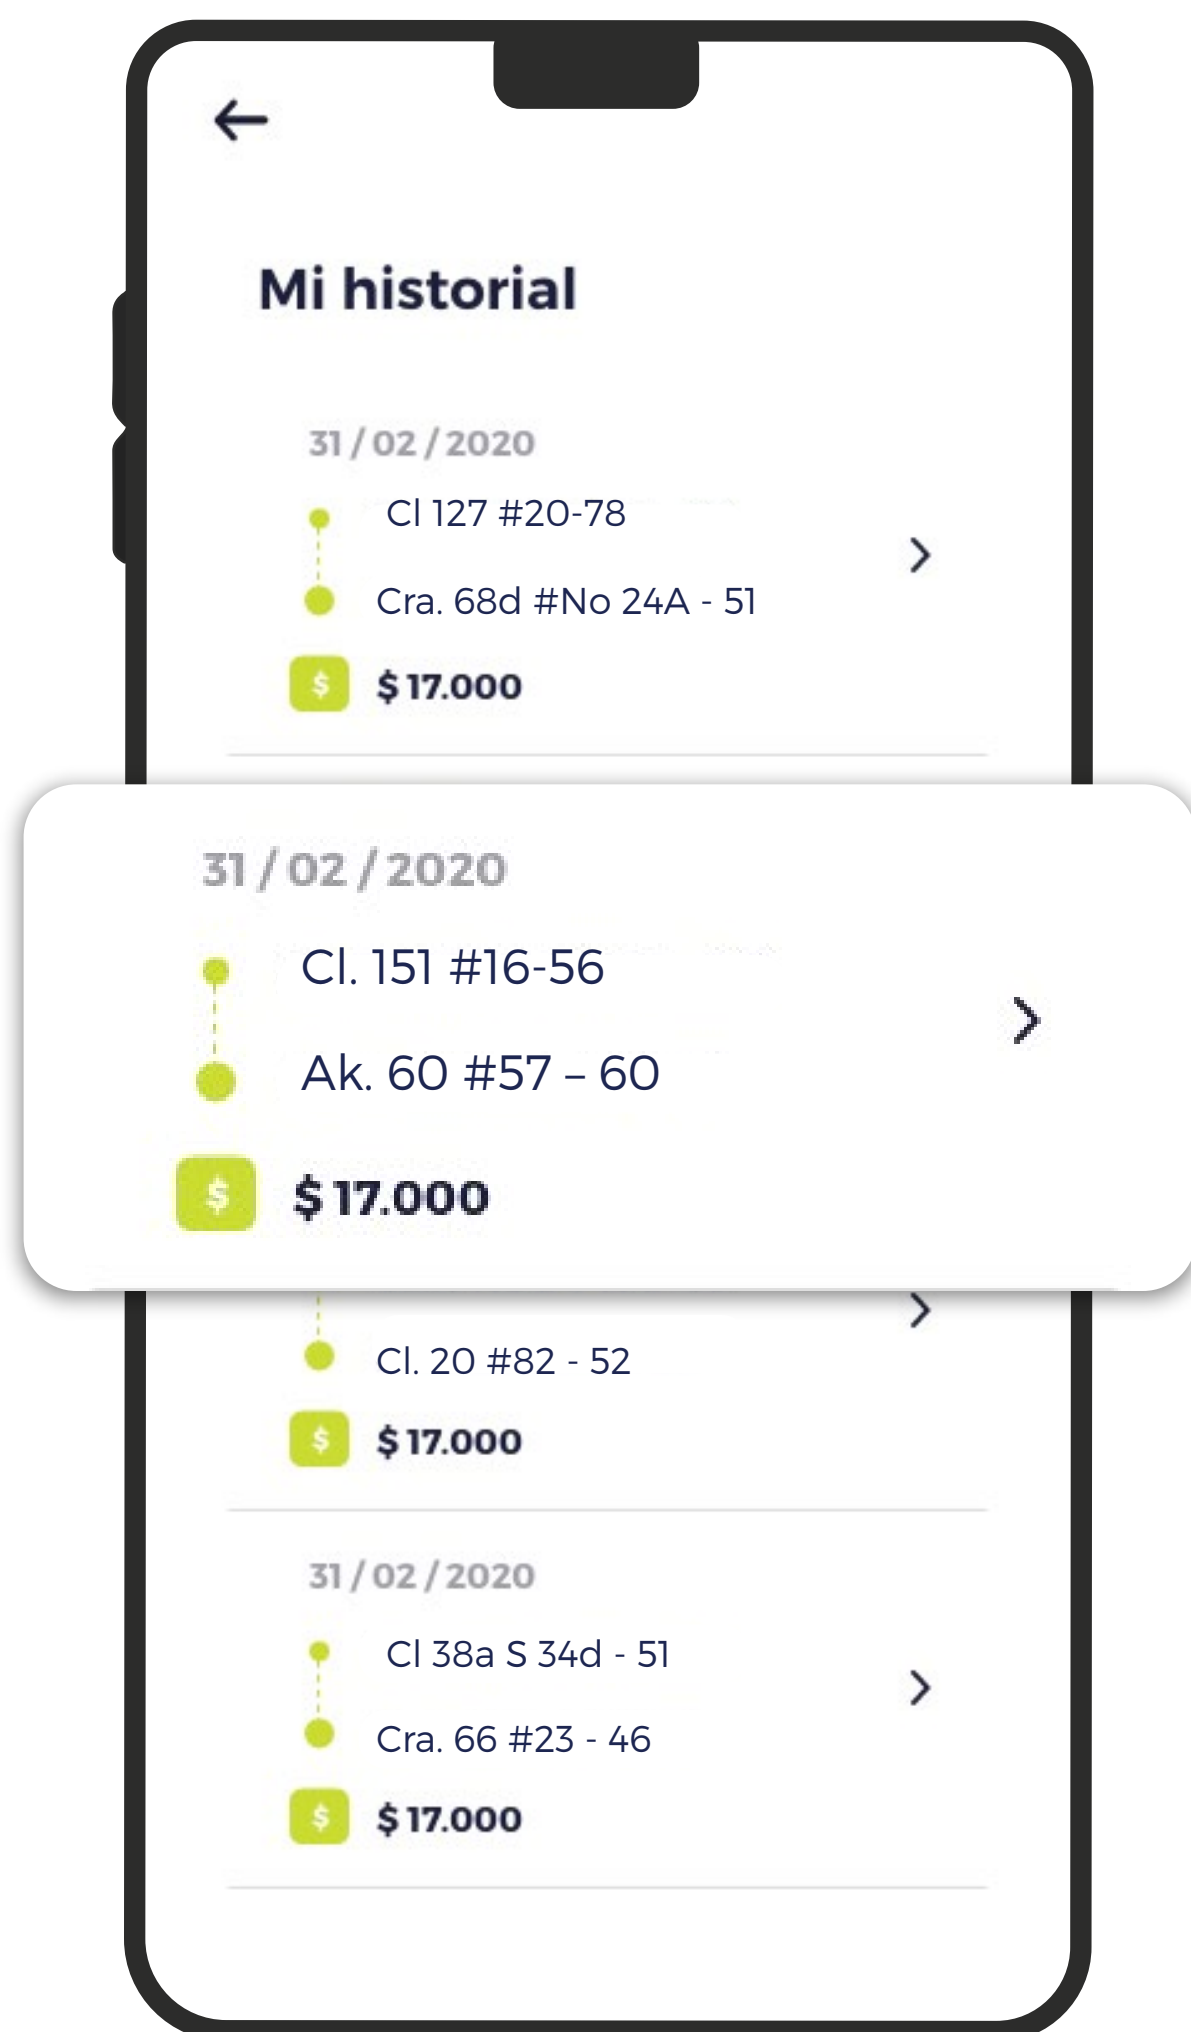 Mi historial
31 / 02 / 2020
Cl 127 #20-78
Cra. 68d #No 24A - 51
$
$ 17.000
31 / 02 / 2020
Cl. 151 #16-56
Ak. 60 #57 – 60
$
$ 17.000
Cl. 20 #82 - 52
$
$ 17.000
31 / 02 / 2020
Cl 38a S 34d - 51
Cra. 66 #23 - 46
$
$ 17.000